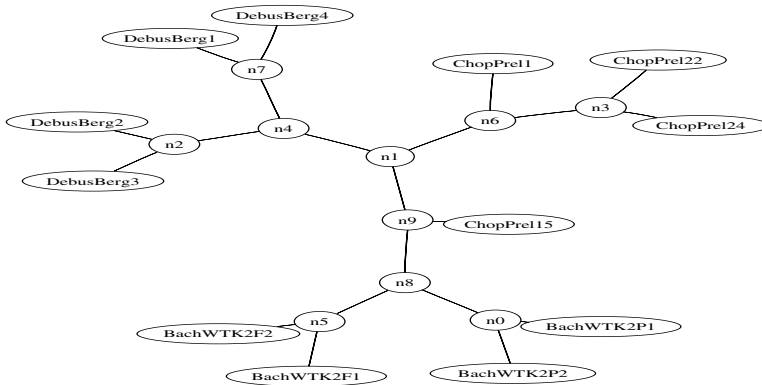 DebusBerg4
DebusBerg1
n7
ChopPrel1
ChopPrel22
n3
ChopPrel24
n6
DebusBerg2
n4
n2
n1
DebusBerg3
n9
ChopPrel15
n8
BachWTK2F2
n5
n0
BachWTK2P1
BachWTK2F1
BachWTK2P2